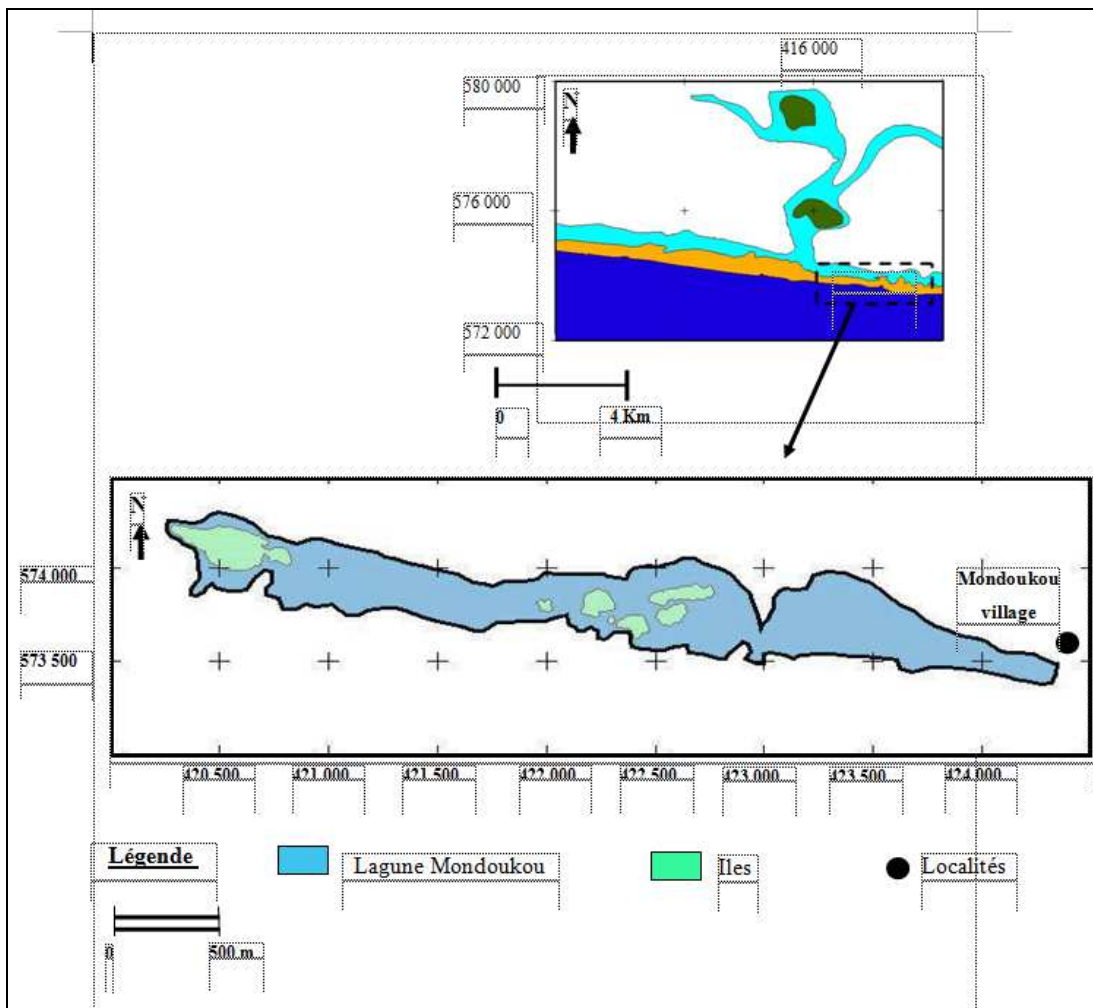 416 000
580 000
N
576 000
572 000
0
4 Km
N
574 000
Mondoukou
village
573 500
420 500
421 000
421 500
422 000
422 500
423 000
423 500
424 000
Légende
Lagune Mondoukou
Iles
Localités
0
500 m